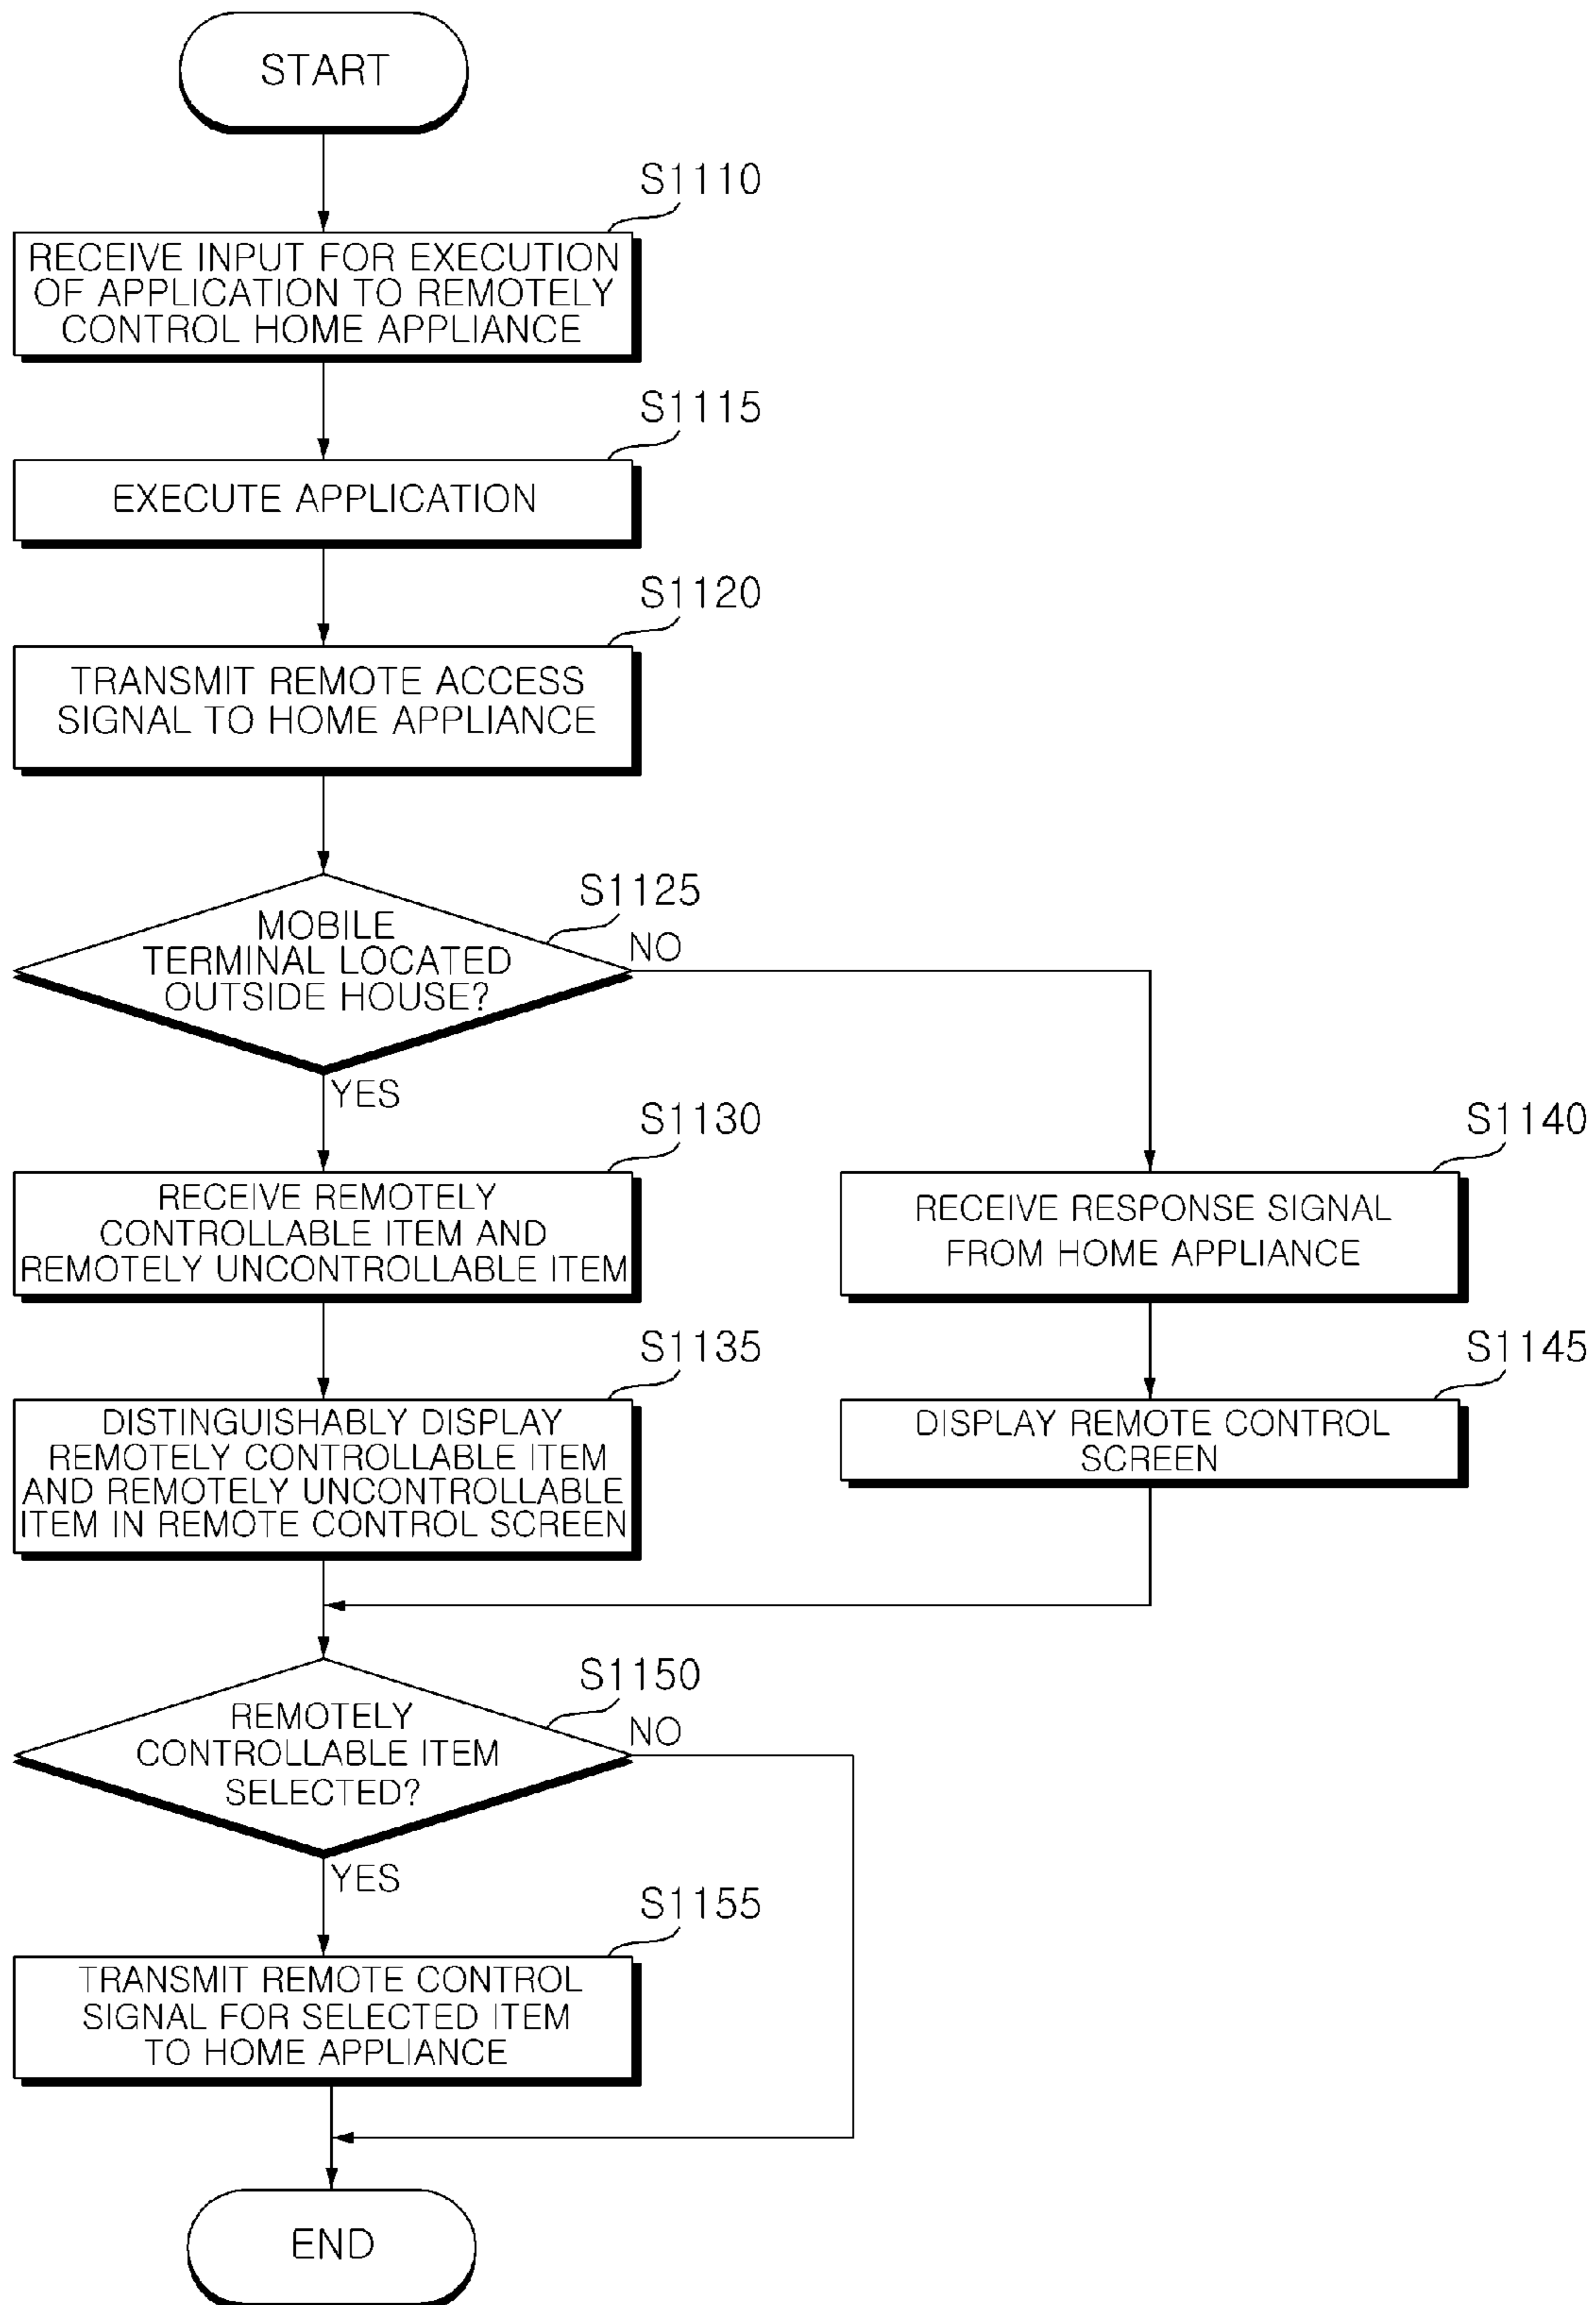 START
S1110
RECEIVE INPUT FOR EXECUTION
OF APPLICATION TO REMOTELY
CONTROL HOME APPLIANCE
S1115
EXECUTE APPLICATION
S1120
TRANSMIT REMOTE ACCESS
SIGNAL TO HOME APPLIANCE
S1125
MOBILE
TERMINAL LOCATED
OUTSIDE HOUSE?
NO
YES
S1130
RECEIVE REMOTELY
CONTROLLABLE ITEM AND
REMOTELY UNCONTROLLABLE ITEM
S1140
RECEIVE RESPONSE SIGNAL
FROM HOME APPLIANCE
S1135
DISTINGUISHABLY DISPLAY
REMOTELY CONTROLLABLE ITEM
AND REMOTELY UNCONTROLLABLE
ITEM IN REMOTE CONTROL SCREEN
S1145
DISPLAY REMOTE CONTROL
SCREEN
S1150
REMOTELY
CONTROLLABLE ITEM
SELECTED?
NO
YES
S1155
TRANSMIT REMOTE CONTROL
SIGNAL FOR SELECTED ITEM
TO HOME APPLIANCE
END